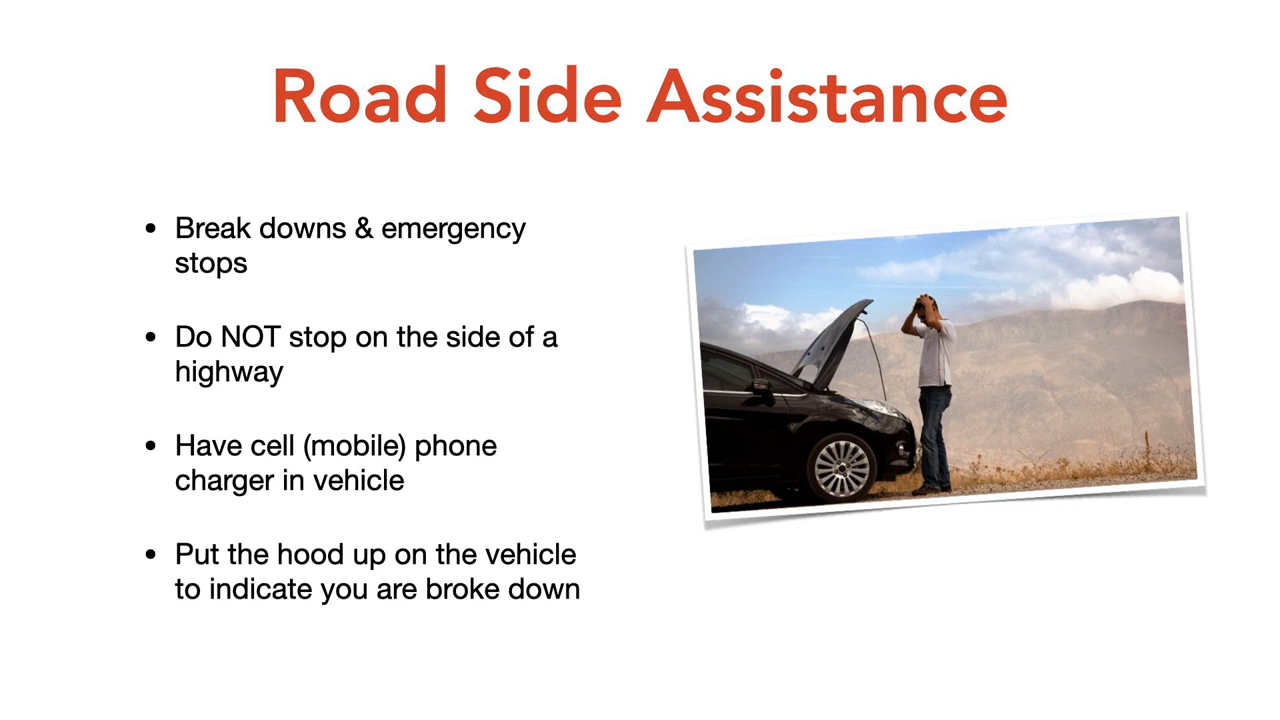 Road Side Assistance
• Break downs & emergency
stops
• Do NOT stop on the side of a
highway
• Have cell (mobile) phone
charger in vehicle
• Put the hood up on the vehicle
to indicate you are broke down